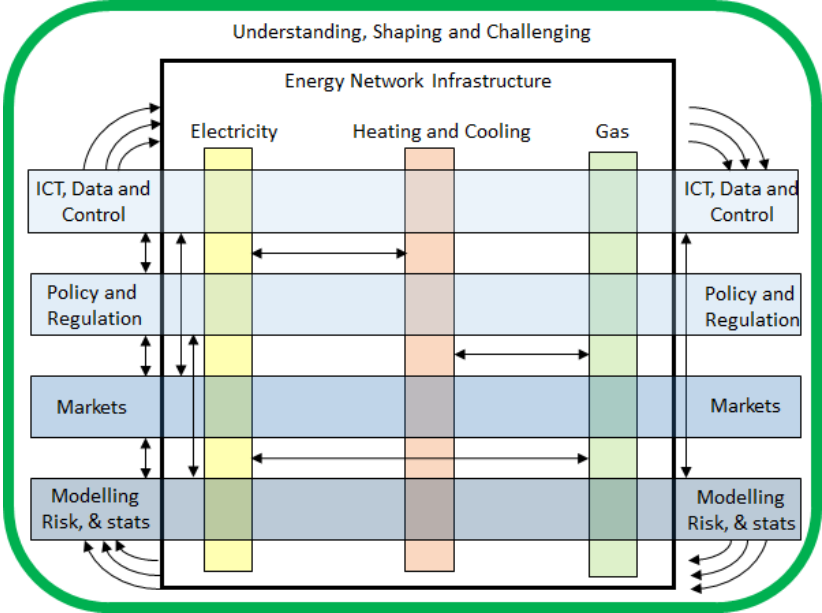 Understanding, Shaping and Challenging
Energy Network Infrastructure
Electricity
Heating and Cooling
Gas
ICT, Data and
Control
ICT, Data and
Control
Policy and
Regulation
Policy and
Regulation
Markets
Markets
Modelling
Risk, & stats
Modelling
Risk, & stats